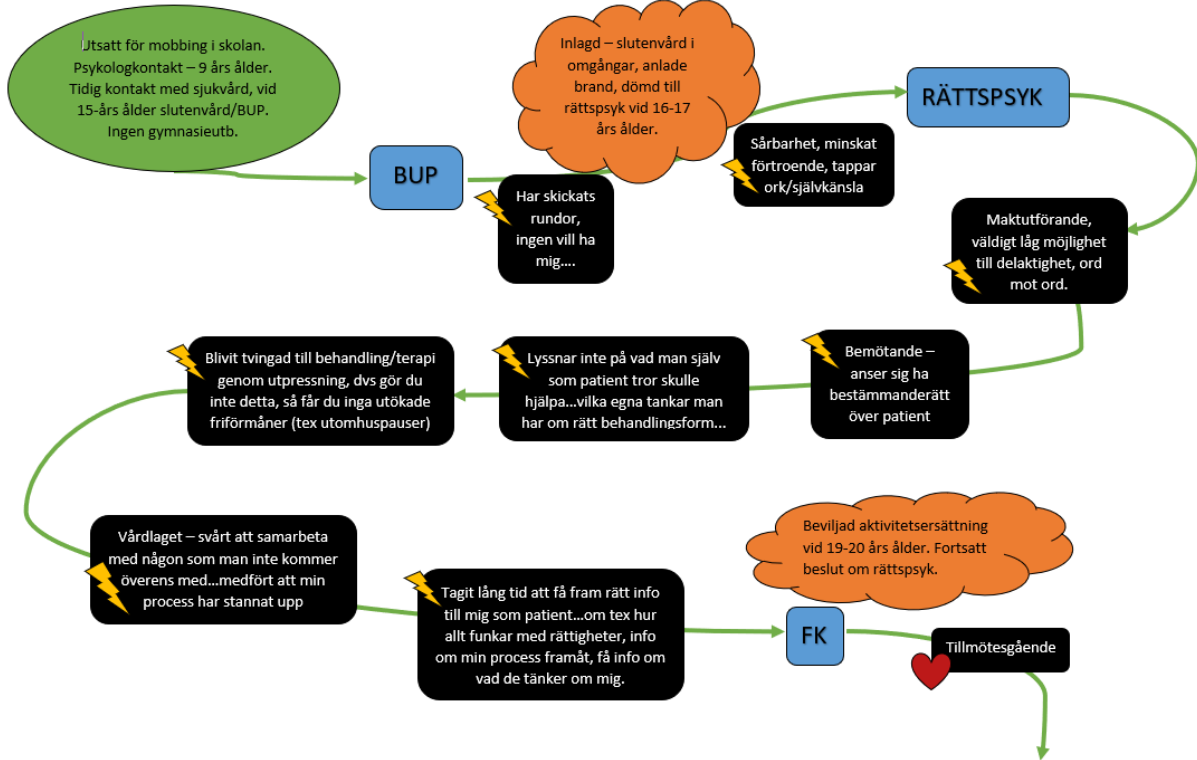 Utsatt för mobbing i skolan.
Psykologkontakt – 9 års ålder.
Tidig kontakt med sjukvård, vid
15-års ålder slutenvård/BUP.
Ingen gymnasieutb.
BUP
Har skickats
rundor,
ingen vill ha
mig....
Inlagd – slutenvård i
omgångar, anlade
brand, dömd till
rättspsyk vid 16-17
års ålder.
Sårbarhet, minskat
förtroende, tappar
ork/självkänsla
RÄTTSPSYK
Maktutförande,
väldigt låg möjlighet
till delaktighet, ord
mot ord.
Bemötande –
anser sig ha
bestämmanderätt
över patient
Lyssnar inte på vad man själv
som patient tror skulle
hjälpa...vilka egna tankar man
har om rätt behandlingsform...
Blivit tvingad till behandling/terapi
genom utpressning, dvs gör du
inte detta, så får du inga utökade
friförmåner (tex utomhuspauser)
Vårdlaget – svårt att samarbeta
med någon som man inte kommer
överens med...medfört att min
process har stannat upp
Tagit lång tid att få fram rätt info
till mig som patient...om tex hur
allt funkar med rättigheter, info
om min process framåt, få info om
vad de tänker om mig.
FK
Beviljad aktivitetsersättning
vid 19-20 års ålder. Fortsatt
beslut om rättspsyk.
Tillmötesgående